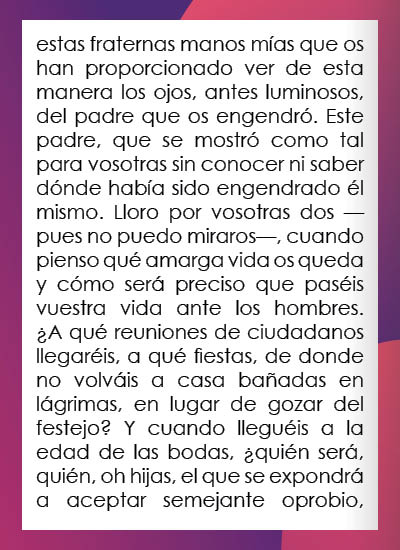 estas fraternas manos mías que os
han proporcionado ver de esta
manera los ojos, antes luminosos,
del padre que os engendró. Este
padre, que se mostró como tal
para vosotras sin conocer ni saber
dónde había sido engendrado él
mismo. Lloro por vosotras dos —
pues no puedo miraros—, cuando
pienso qué amarga vida os queda
y cómo será preciso que paséis
vuestra vida ante los hombres.
¿A qué reuniones de ciudadanos
llegaréis, a qué fiestas, de donde
no volváis a casa bañadas en
lágrimas, en lugar de gozar del
festejo? Y cuando lleguéis a la
edad de las bodas, ¿quién será,
quién, oh hijas, el que se expondrá
a aceptar semejante oprobio,